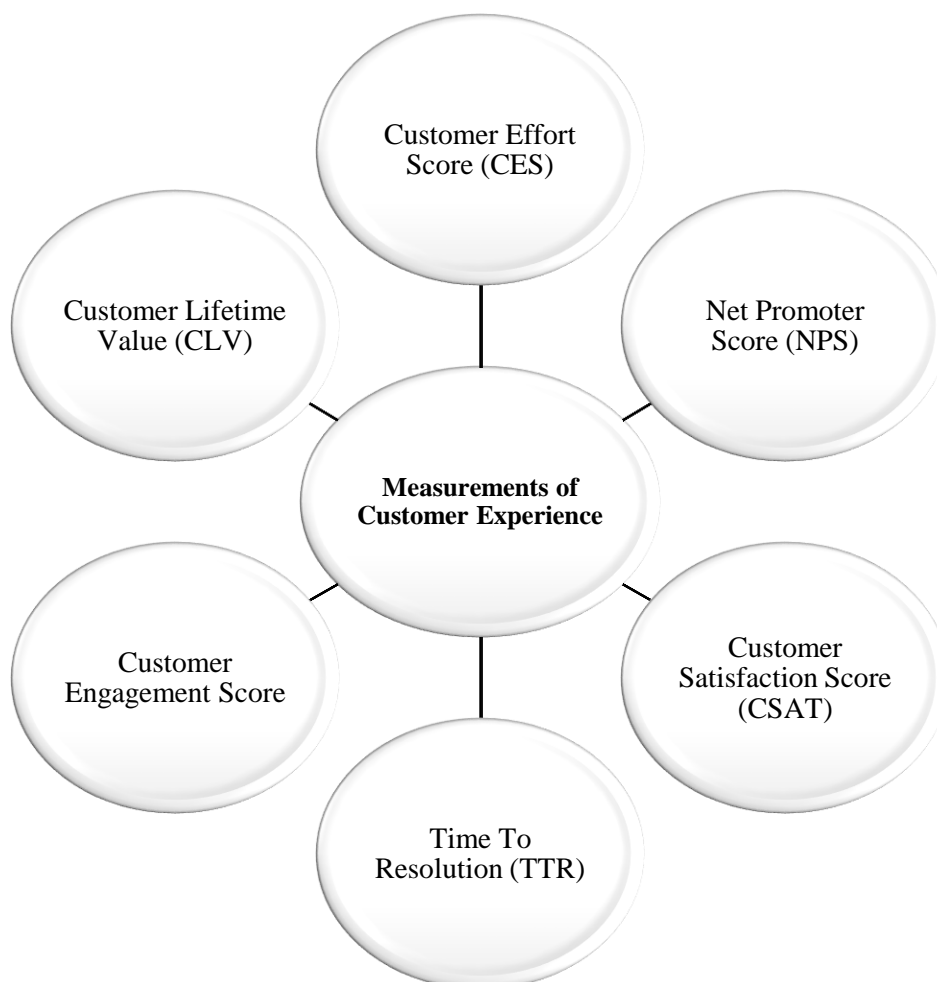 Customer Effort
Score (CES)
Customer Lifetime
Value (CLV)
Net Promoter
Score (NPS)
Measurements of
Customer Experience
Customer
Engagement Score
Customer
Satisfaction Score
(CSAT)
Time To
Resolution (TTR)